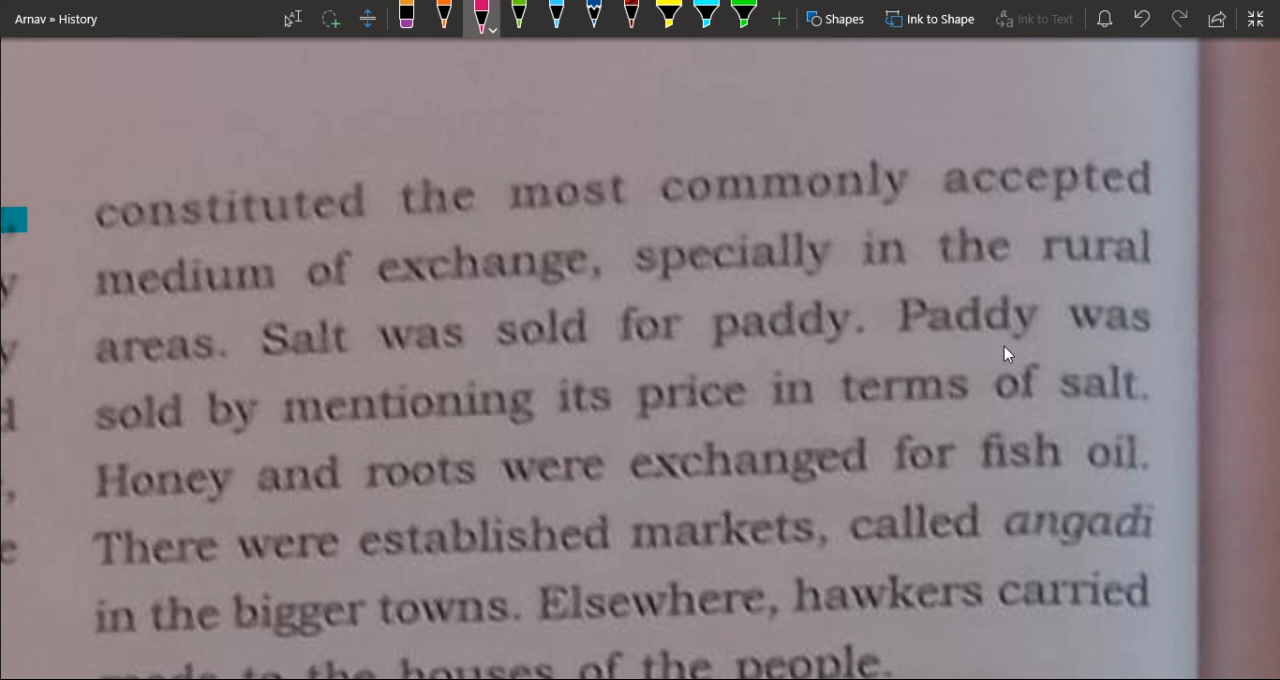 Arnav » History
Shapes
Ink to Shape
Ink to Text
constituted the most commonly accepted
medium of exchange, specially in the rural
areas. Salt was sold for paddy. Paddy was
sold by mentioning its price in terms of salt.
Honey and roots were exchanged for fish oil.
There were established markets, called angadi
in the bigger towns. Elsewhere, hawkers carried
to the houses of the people.